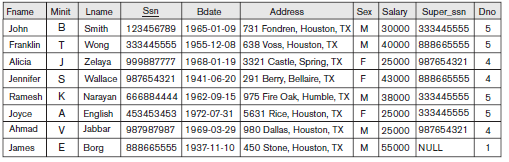 Fname Minit Lname Ssn Bdate Address Sex Salary Super_ssn Dno
John B Smith 123456789 1965-01-09 731 Fondren, Houston, TX M 30000 333445555 5
Franklin T Wong 333445555 1955-12-08 638 Voss, Houston, TX M 40000 888665555 5
Alicia J Zelaya 999887777 1968-01-19 3321 Castle, Spring, TX F 25000 987654321 4
Jennifer S Wallace 987654321 1941-06-20 291 Berry, Bellaire, TX F 43000 888665555 4
Ramesh K Narayan 666884444 1962-09-15 975 Fire Oak, Humble, TX M 38000 333445555 5
Joyce A English 453453453 1972-07-31 5631 Rice, Houston, TX F 25000 333445555 5
Ahmad V Jabbar 987987987 1969-03-29 980 Dallas, Houston, TX M 25000 987654321 4
James E Borg 888665555 1937-11-10 450 Stone, Houston, TX M 55000 NULL 1